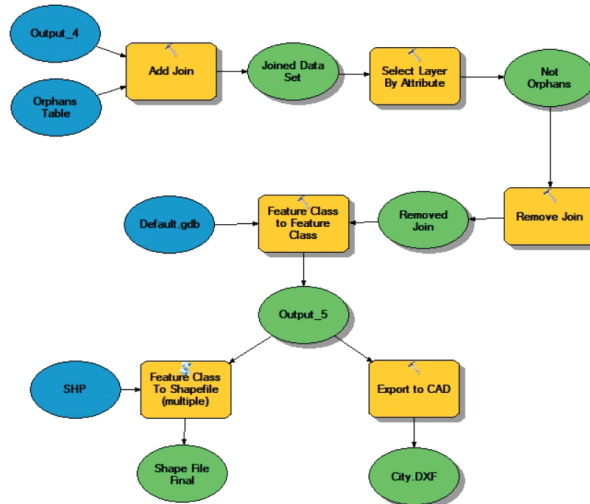 Output_4
Add Join
Joined Data
Set
Select Layer
By Attribute
Not
Orphans
Orphans
Table
Default.gdb
Feature Class
to Feature
Class
Removed
Join
Remove Join
Output_5
SHP
Feature Class
To Shapefile
(multiple)
Export to CAD
Shape File
Final
City.DXF